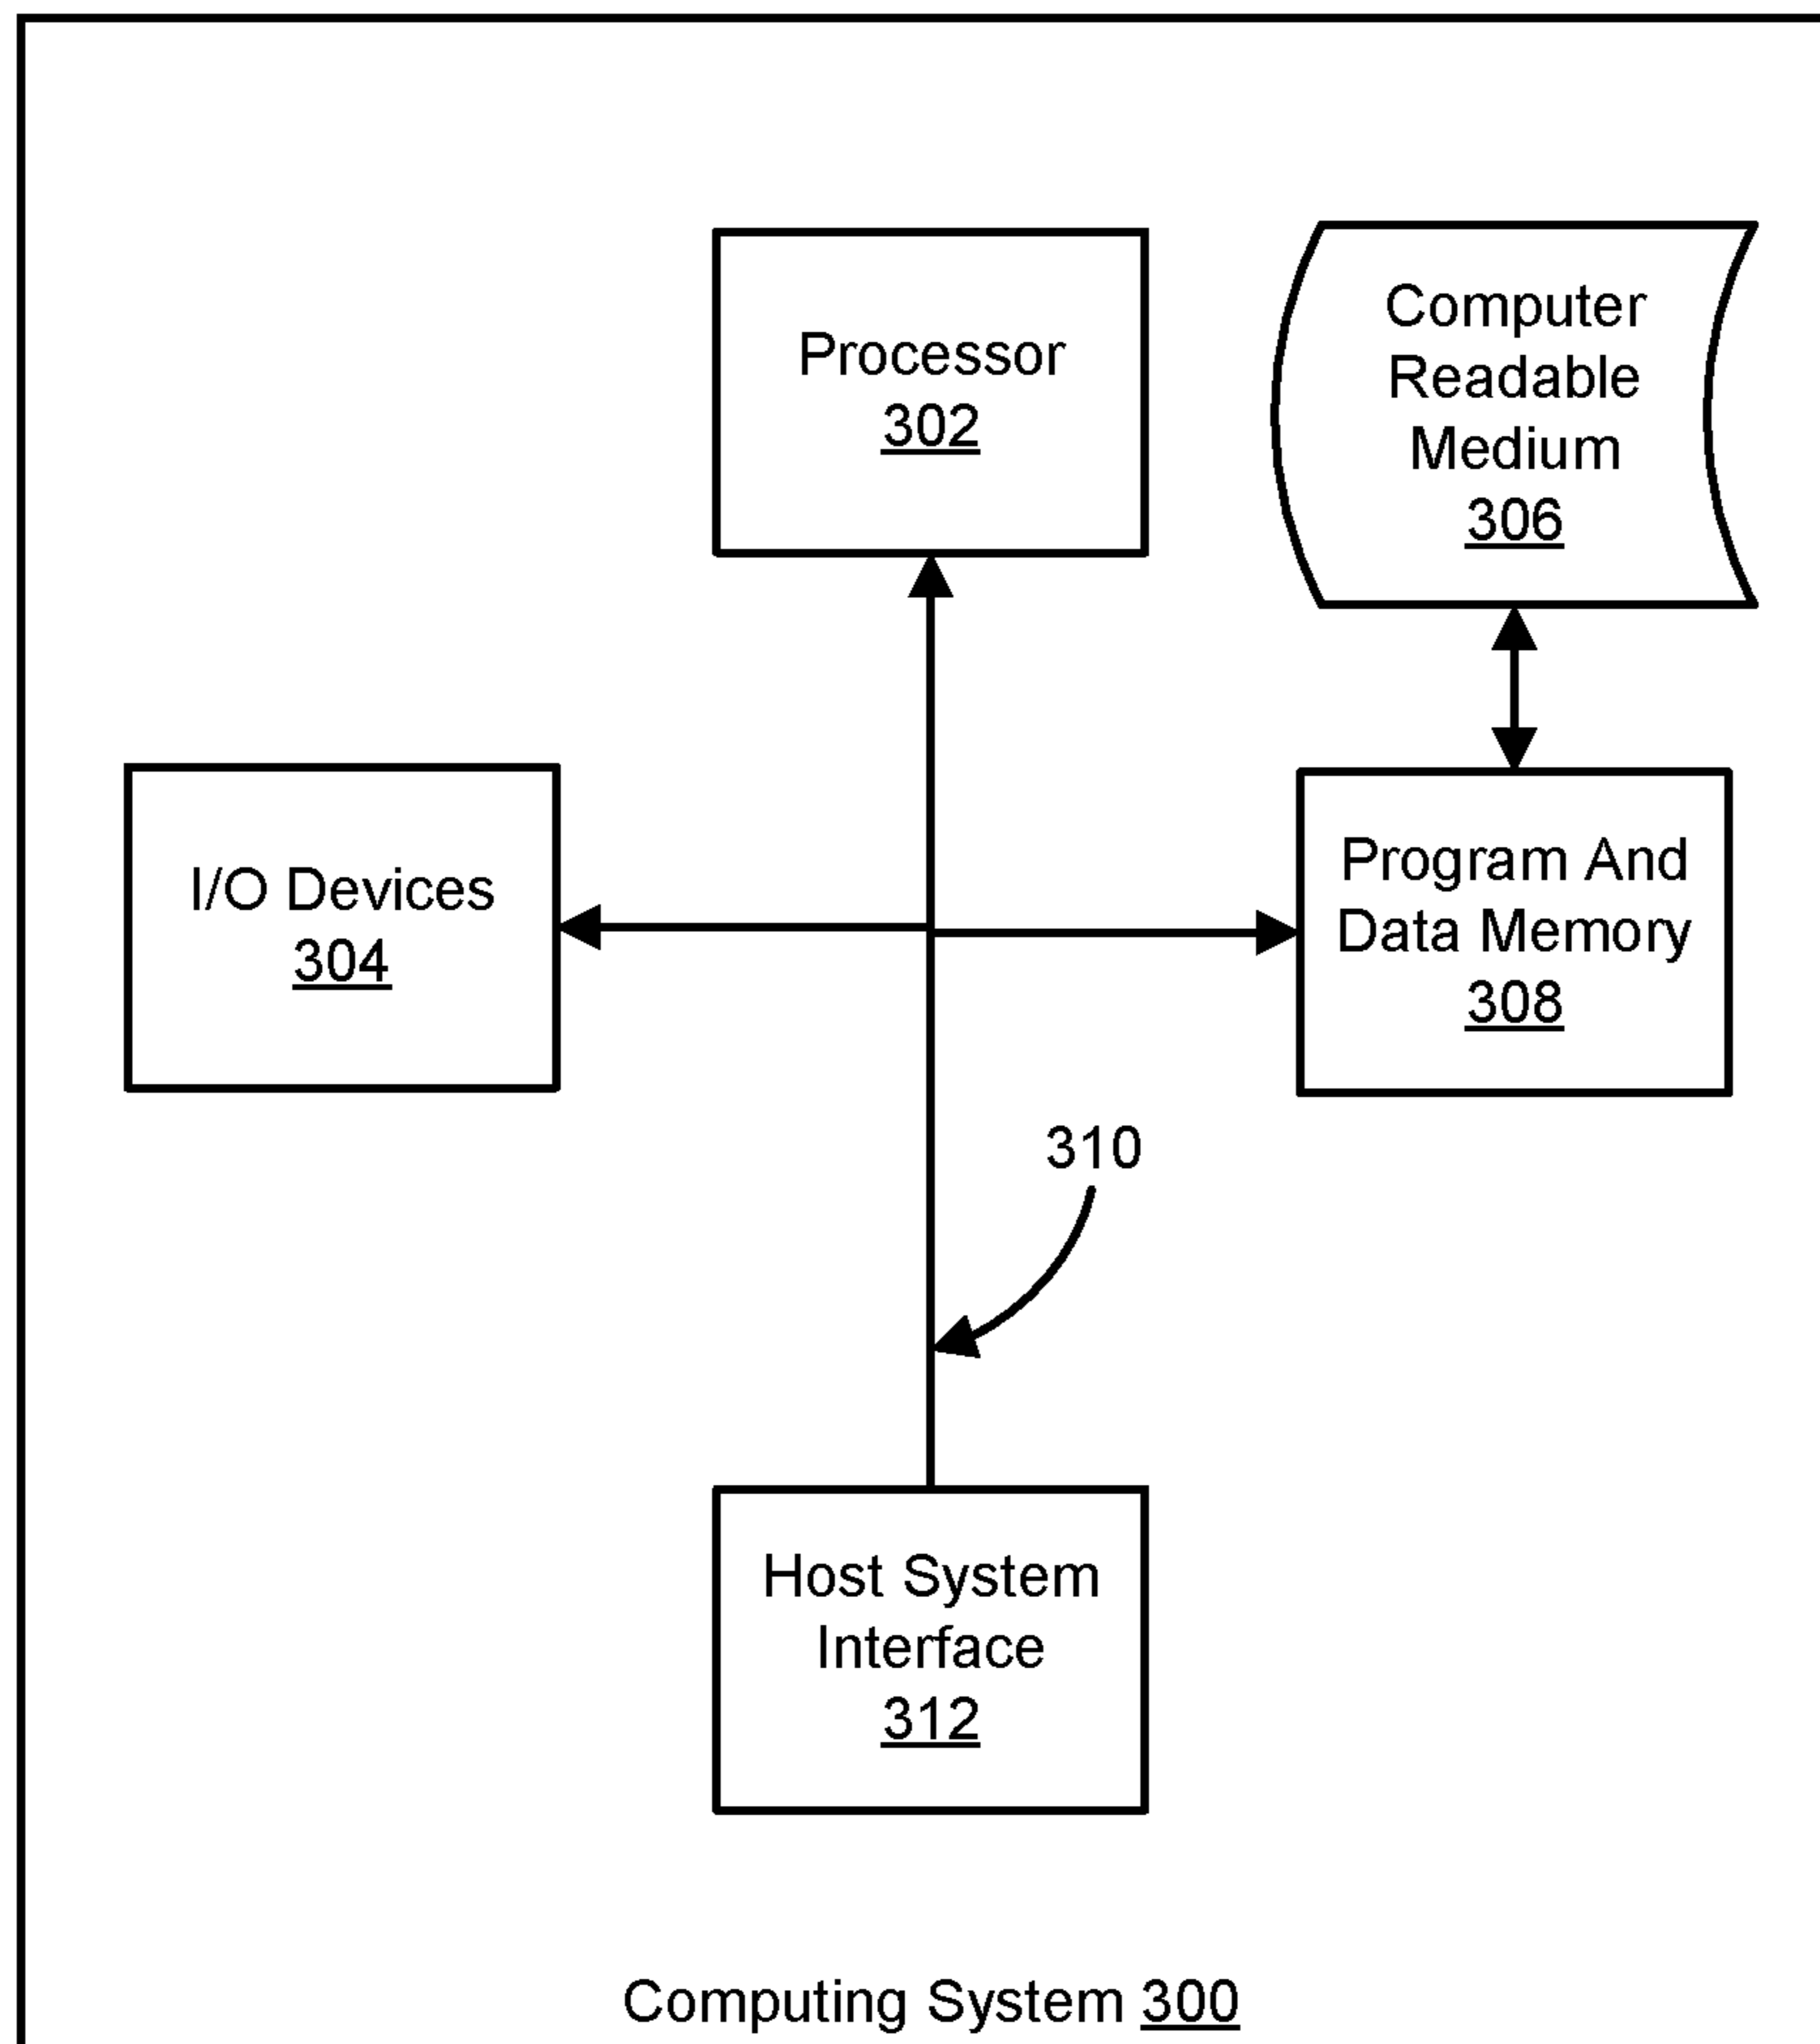 Processor
302
Computer
Readable
Medium
306
I/O Devices
304
Program And
Data Memory
308
310
Host System
Interface
312
Computing System 300